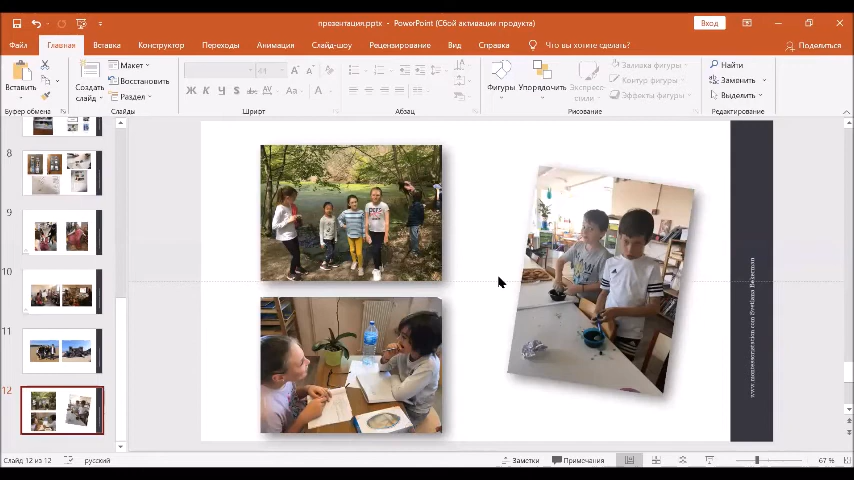 презентация.pptx - PowerPoint (Сбой активации продукта)
Вход
Файл
Главная
Вставка
Конструктор
Переходы
Анимация
Слайд-шоу
Рецензирование
Вид
Справка
Что вы хотите сделать?
Поделиться
Вставить
Создать слайд
Макет
Восстановить
Раздел
Ж К Ч S abc AV Aa А
Фигуры
Упорядочить
Экспресс-стили
Заливка фигуры
Контур фигуры
Эффекты фигуры
Найти
Заменить
Выделить
Буфер обмена
Слайды
Шрифт
Абзац
Рисование
Редактирование
8
9
10
11
12
Слайд 12 из 12
русский
Заметки
Примечания
67 %